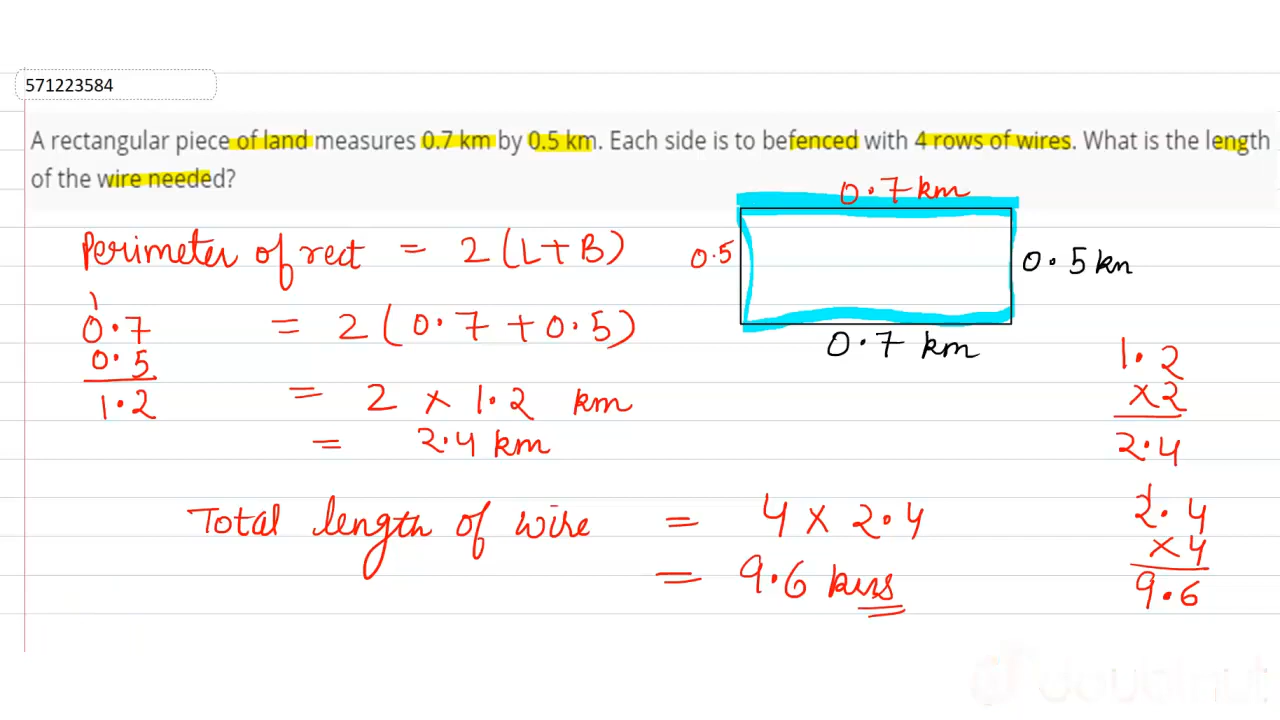 571223584
A rectangular piece of land measures 0.7 km by 0.5 km. Each side is to befenced with 4 rows of wires. What is the length
of the wire needed?
0.7 km
Perimeter of rect = 2 (L+B)
0.5
0.5 km
0.7 = 2 (0.7 + 0.5)
1
0.7 km
0.5
1.2
1.2 = 2 × 1.2 km
×2
= 2.4 km
2.4
Total length of wire = 4 × 2.4
1
2.4
×4
= 9.6 kms
9.6
doubtnut